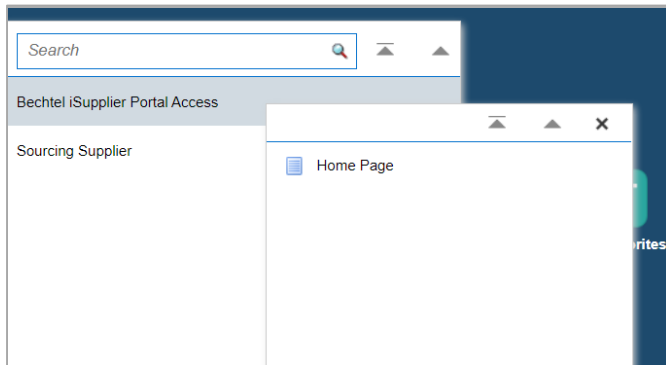 Search
Bechtel iSupplier Portal Access
Sourcing Supplier
Home Page